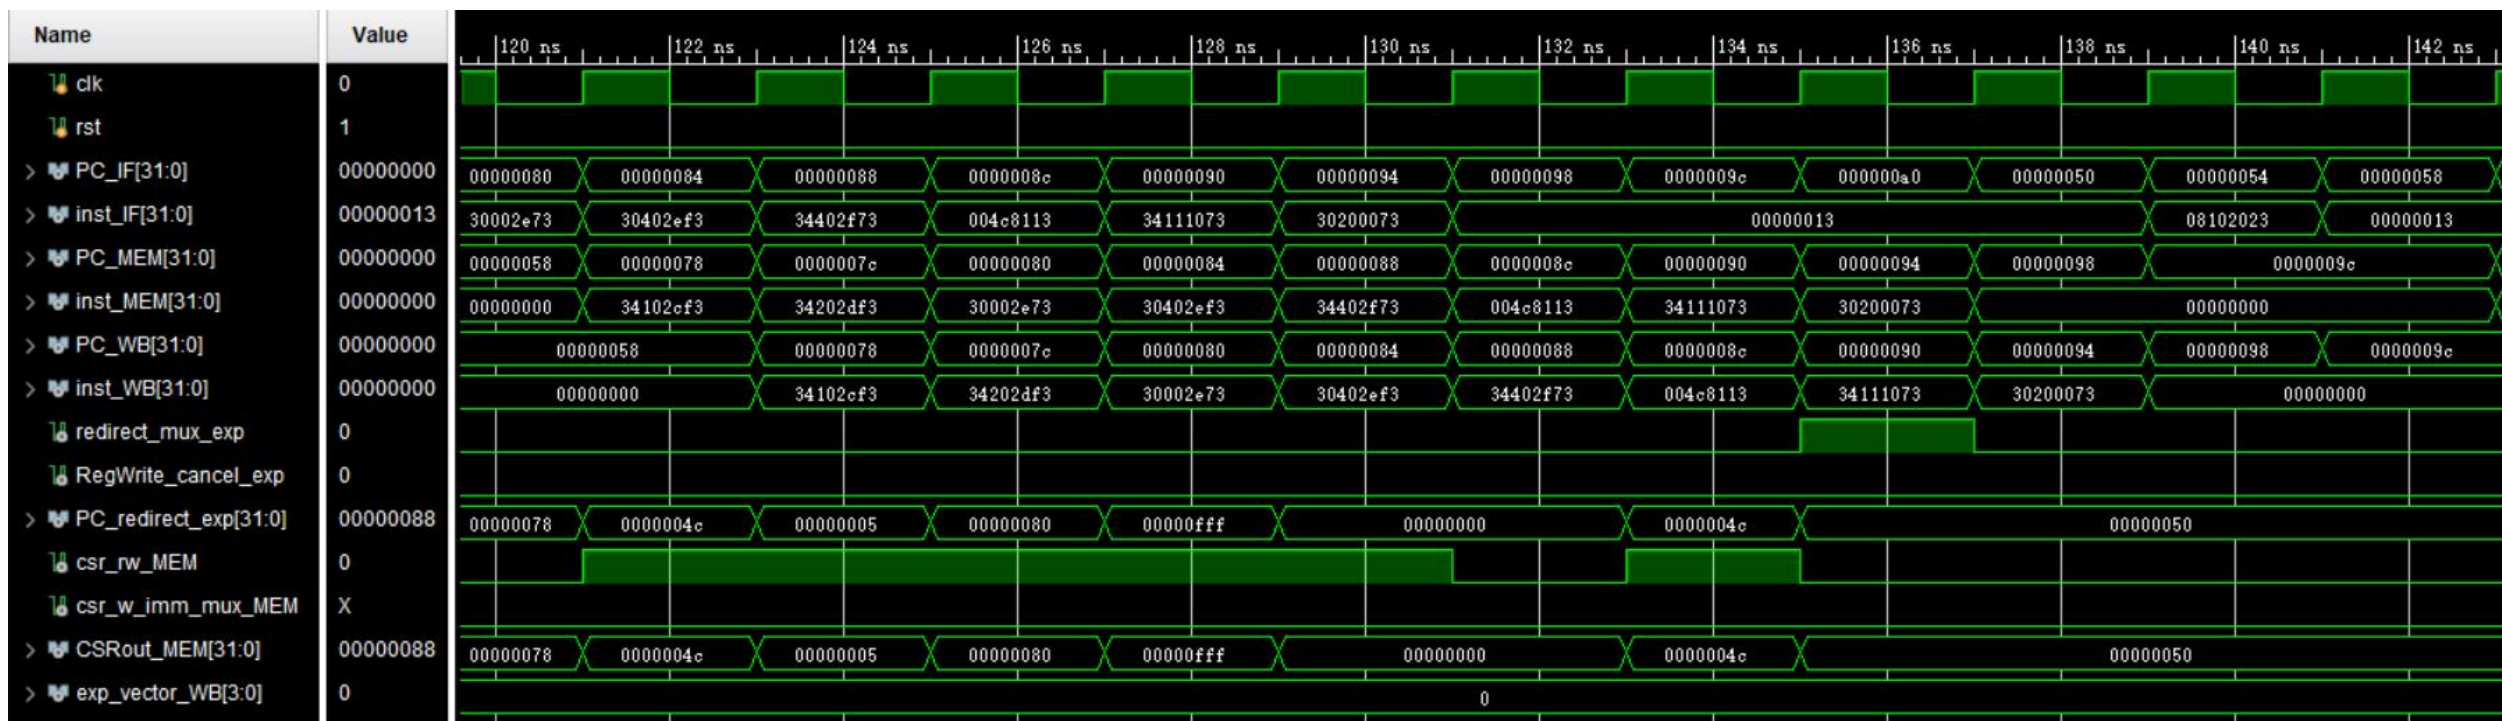 Name Value 120 ns 122 ns 124 ns 126 ns 128 ns 130 ns 132 ns 134 ns 136 ns 138 ns 140 ns 142 ns
clk 0
rst 1
PC_IF[31:0] 00000000 00000080 00000084 00000088 0000008c 00000090 00000094 00000098 0000009c 000000a0 00000050 00000054 00000058
inst_IF[31:0] 00000013 30002e73 30402ef3 34402f73 004c8113 34111073 30200073 00000013 08102023 00000013
PC_MEM[31:0] 00000000 00000058 00000078 0000007c 00000080 00000084 00000088 0000008c 00000090 00000094 00000098 0000009c
inst_MEM[31:0] 00000000 00000000 34102cf3 34202df3 30002e73 30402ef3 34402f73 004c8113 34111073 30200073 00000000
PC_WB[31:0] 00000000 00000058 00000078 0000007c 00000080 00000084 00000088 0000008c 00000090 00000094 00000098 0000009c
inst_WB[31:0] 00000000 00000000 34102cf3 34202df3 30002e73 30402ef3 34402f73 004c8113 34111073 30200073 00000000
redirect_mux_exp 0
RegWrite_cancel_exp 0
PC_redirect_exp[31:0] 00000088 00000078 0000004c 00000005 00000080 00000fff 00000000 0000004c 00000050
csr_rw_MEM 0
csr_w_imm_mux_MEM X
CSRout_MEM[31:0] 00000088 00000078 0000004c 00000005 00000080 00000fff 00000000 0000004c 00000050
exp_vector_WB[3:0] 0 0